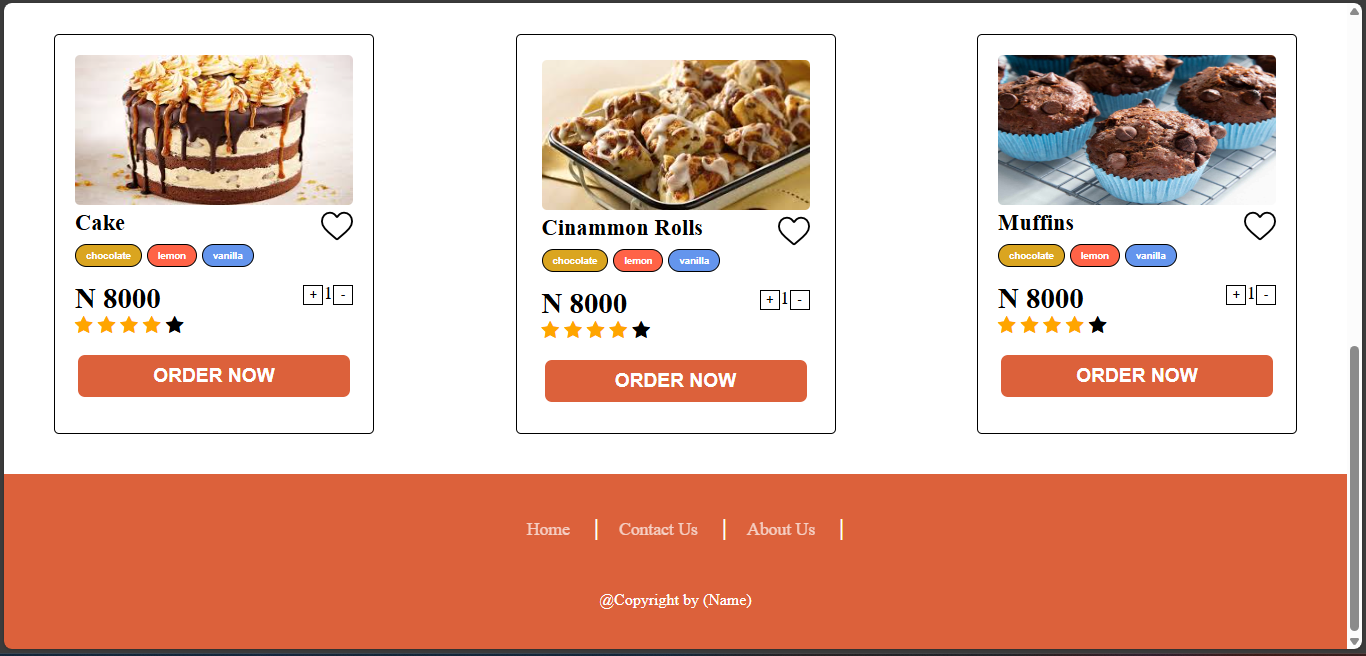 Cake
chocolate lemon vanilla
N 8000
+ 1 -
ORDER NOW
Cinammon Rolls
chocolate lemon vanilla
N 8000
+ 1 -
ORDER NOW
Muffins
chocolate lemon vanilla
N 8000
+ 1 -
ORDER NOW
Home | Contact Us | About Us |
@Copyright by (Name)